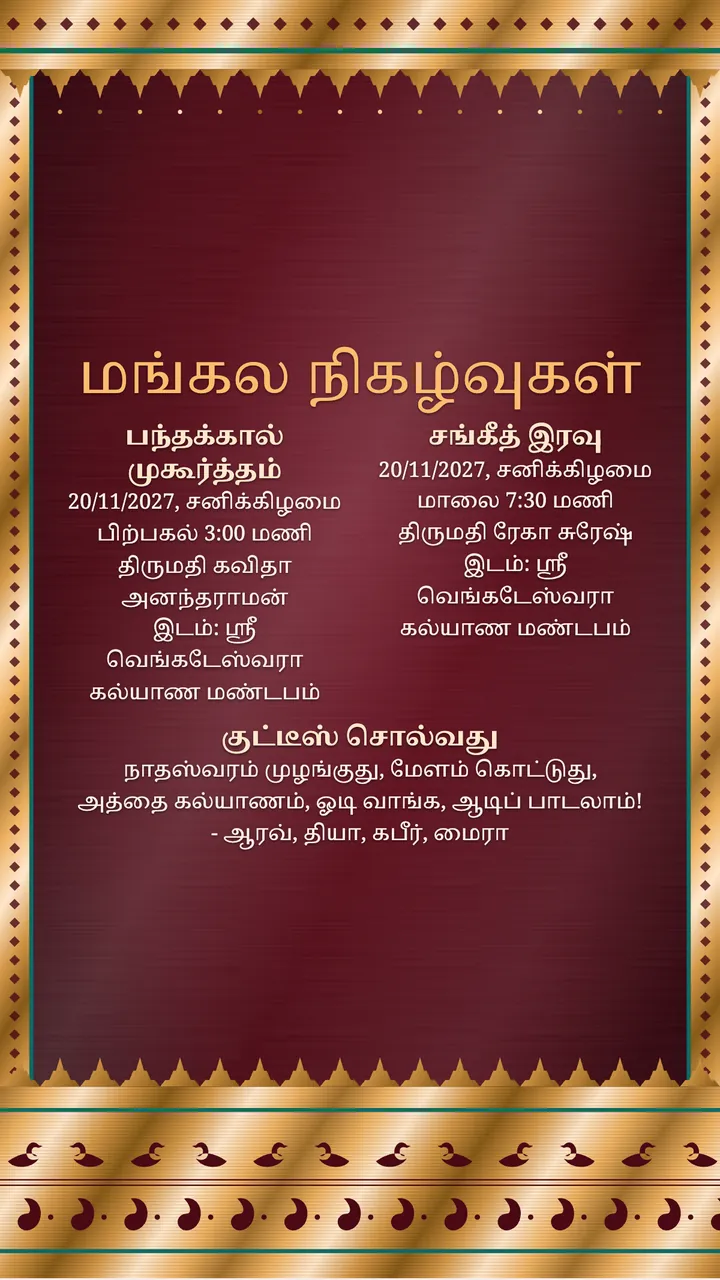 மங்கல நிகழ்வுகள்
பந்தக்கால்
முகூர்த்தம்
20/11/2027, சனிக்கிழமை
பிற்பகல் 3:00 மணி
திருமதி கவிதா
அனந்தராமன்
இடம்: ஸ்ரீ
வெங்கடேஸ்வரா
கல்யாண மண்டபம்
சங்கீத் இரவு
20/11/2027, சனிக்கிழமை
மாலை 7:30 மணி
திருமதி ரேகா சுரேஷ்
இடம்: ஸ்ரீ
வெங்கடேஸ்வரா
கல்யாண மண்டபம்
குட்டீஸ் சொல்வது
நாதஸ்வரம் முழங்குது, மேளம் கொட்டுது,
அத்தை கல்யாணம், ஓடி வாங்க, ஆடிப் பாடலாம்!
- ஆரவ், தியா, கபீர், மைரா